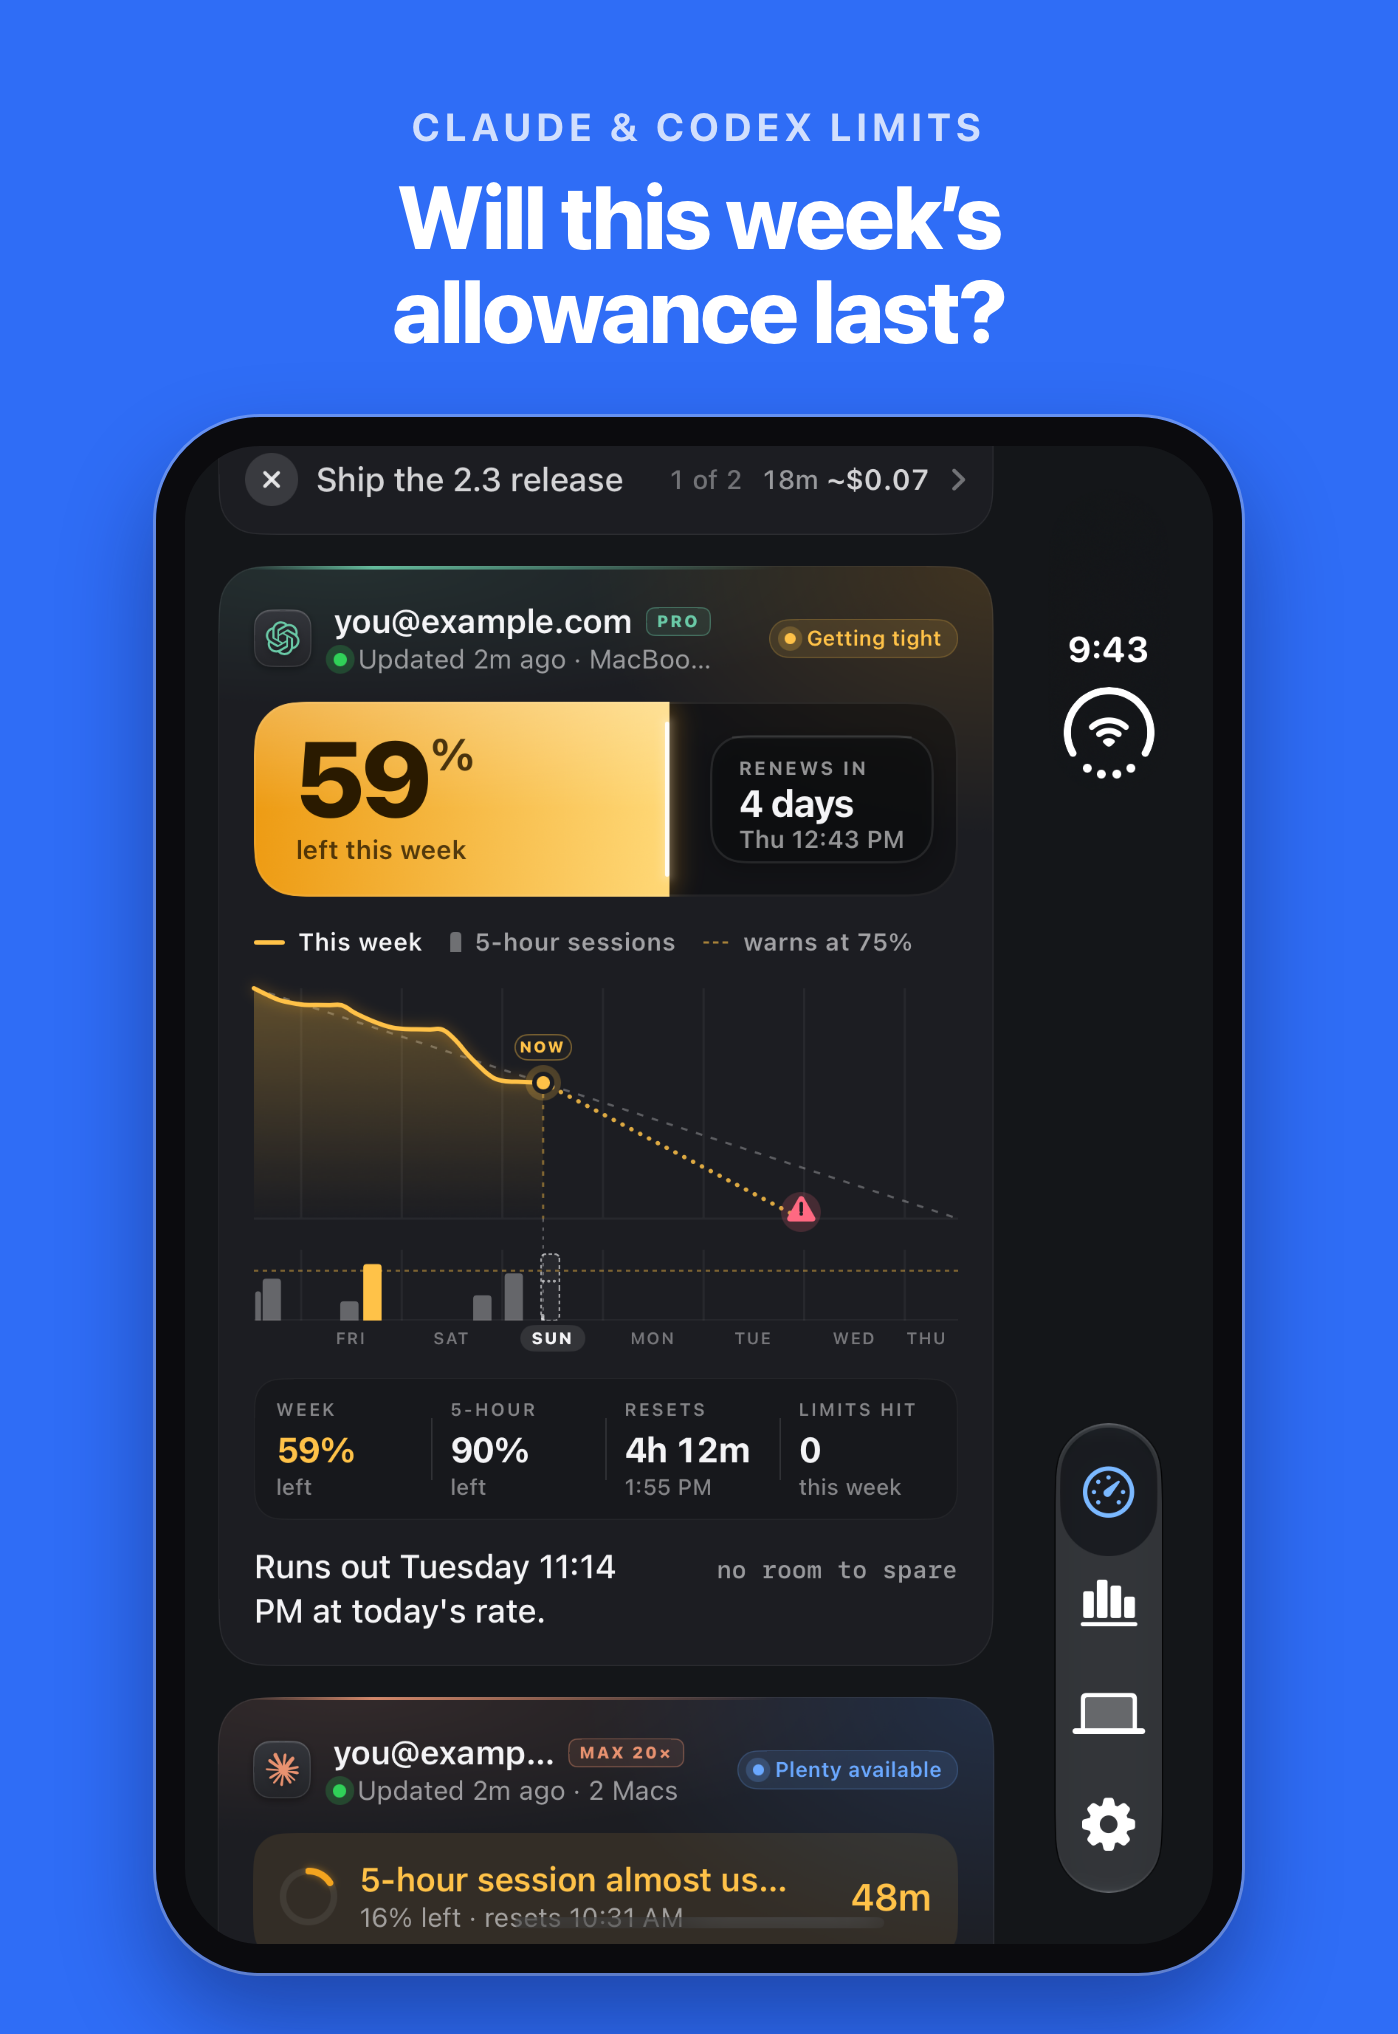 CLAUDE & CODEX LIMITS
Will this week's
allowance last?
Ship the 2.3 release 1 of 2 18m ~$0.07
you@example.com PRO
Updated 2m ago · MacBoo...
Getting tight
9:43
59%
left this week
RENEWS IN
4 days
Thu 12:43 PM
This week 5-hour sessions warns at 75%
NOW
FRI SAT SUN MON TUE WED THU
WEEK 5-HOUR RESETS LIMITS HIT
59% 90% 4h 12m 0
left left 1:55 PM this week
Runs out Tuesday 11:14
PM at today's rate.
no room to spare
you@examp... MAX 20×
Updated 2m ago · 2 Macs
Plenty available
5-hour session almost us...
16% left · resets 10:31 AM
48m